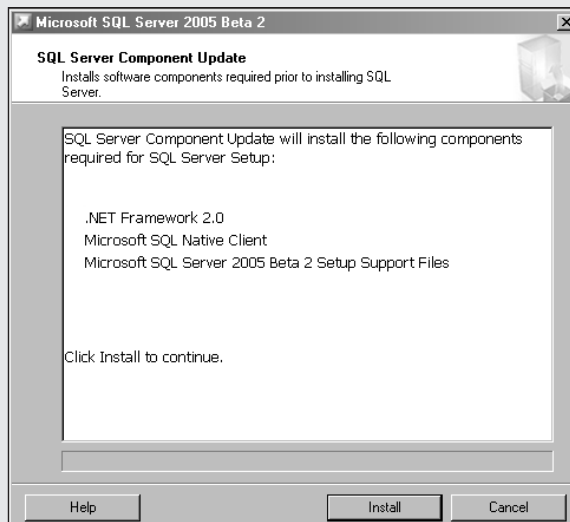 Microsoft SQL Server 2005 Beta 2
SQL Server Component Update
Installs software components required prior to installing SQL
Server.
SQL Server Component Update will install the following components
required for SQL Server Setup:
.NET Framework 2.0
Microsoft SQL Native Client
Microsoft SQL Server 2005 Beta 2 Setup Support Files
Click Install to continue.
Help
Install
Cancel